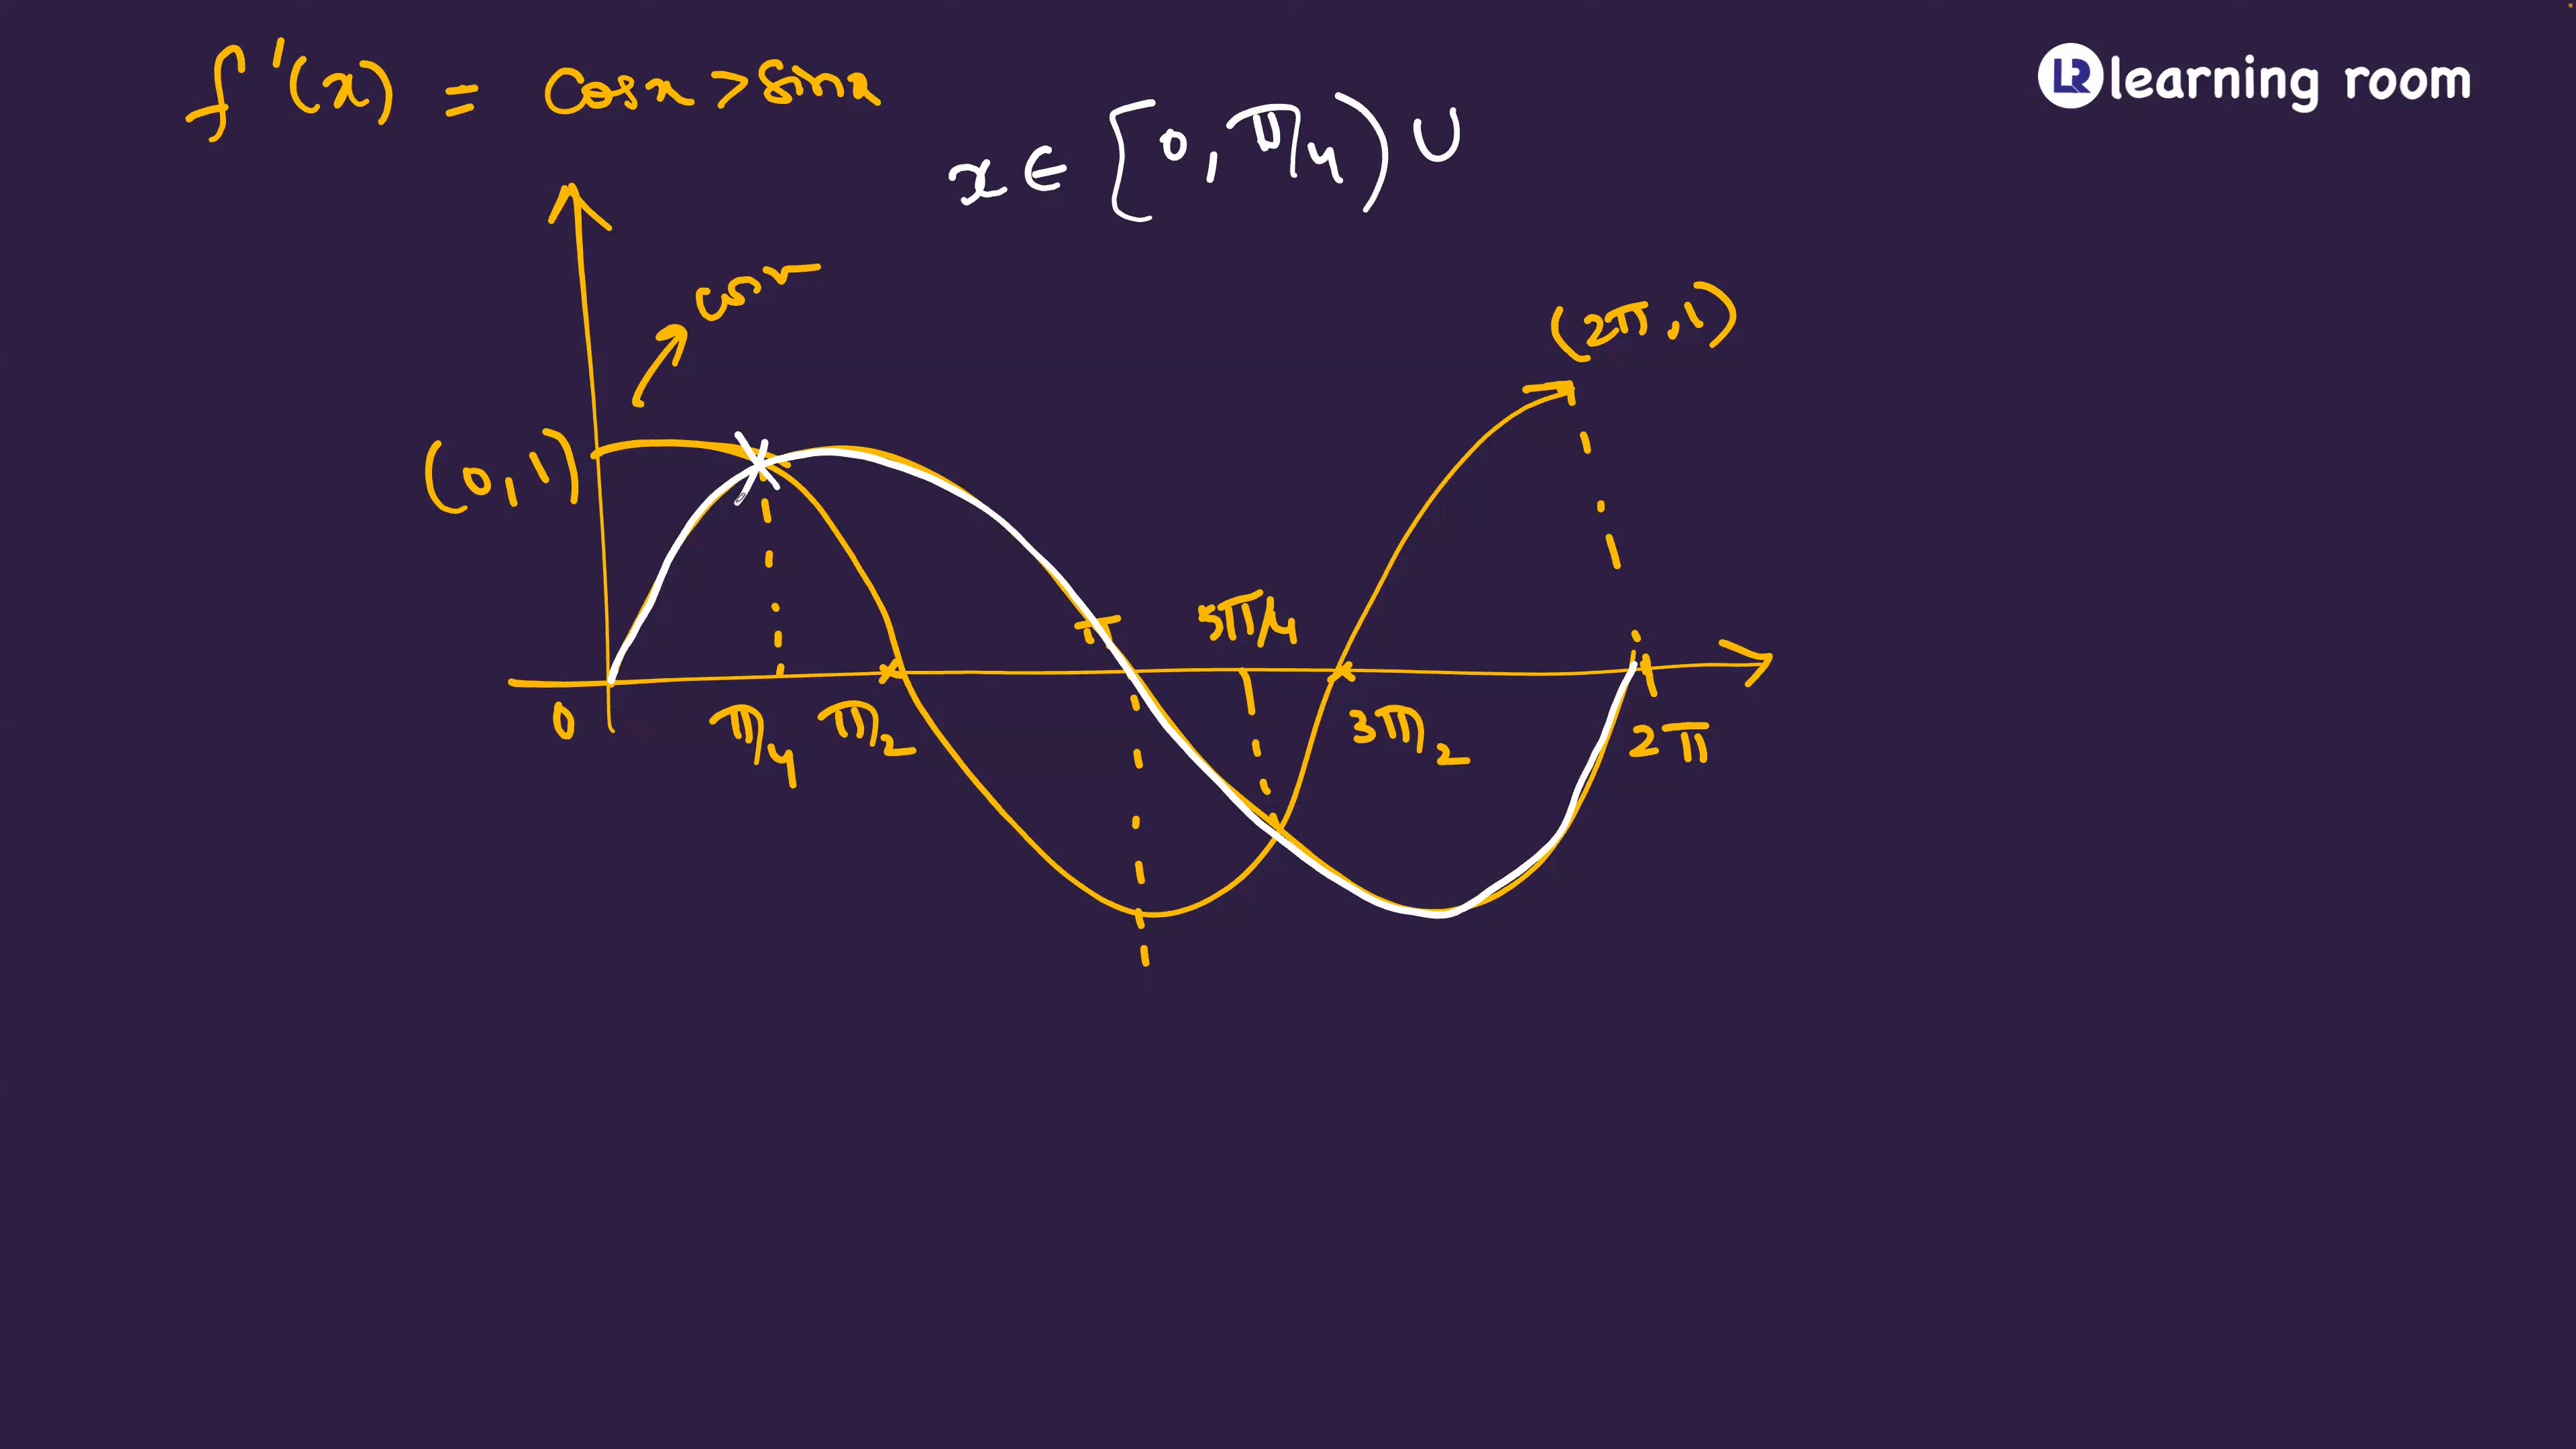 f'(x) = Cosx > Sinx
learning room
x ∈ [0, π/4) ∪
cos x
(2π, 1)
(0, 1)
π
5π/4
0
π/4
π/2
3π/2
2π